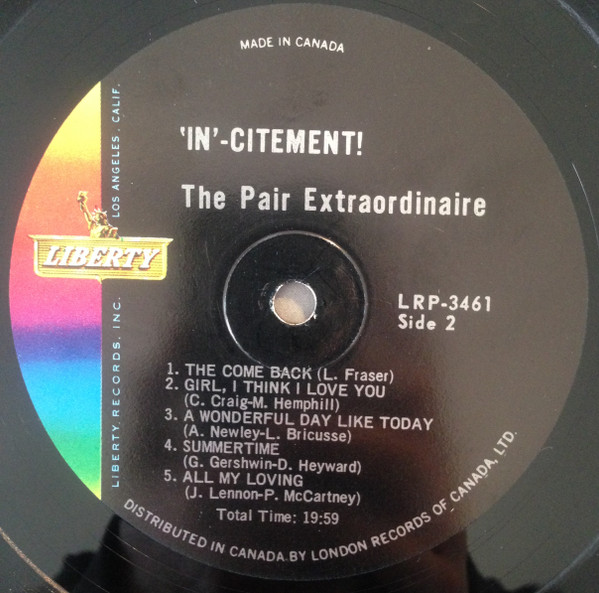 MADE IN CANADA
'IN'-CITEMENT!
The Pair Extraordinaire
LIBERTY
LIBERTY RECORDS, INC. LOS ANGELES, CALIF.
LRP-3461
Side 2
1. THE COME BACK (L. Fraser)
2. GIRL, I THINK I LOVE YOU
(C. Craig-M. Hemphill)
3. A WONDERFUL DAY LIKE TODAY
(A. Newley-L. Bricusse)
4. SUMMERTIME
(G. Gershwin-D. Heyward)
5. ALL MY LOVING
(J. Lennon-P. McCartney)
Total Time: 19:59
DISTRIBUTED IN CANADA BY LONDON RECORDS OF CANADA, LTD.